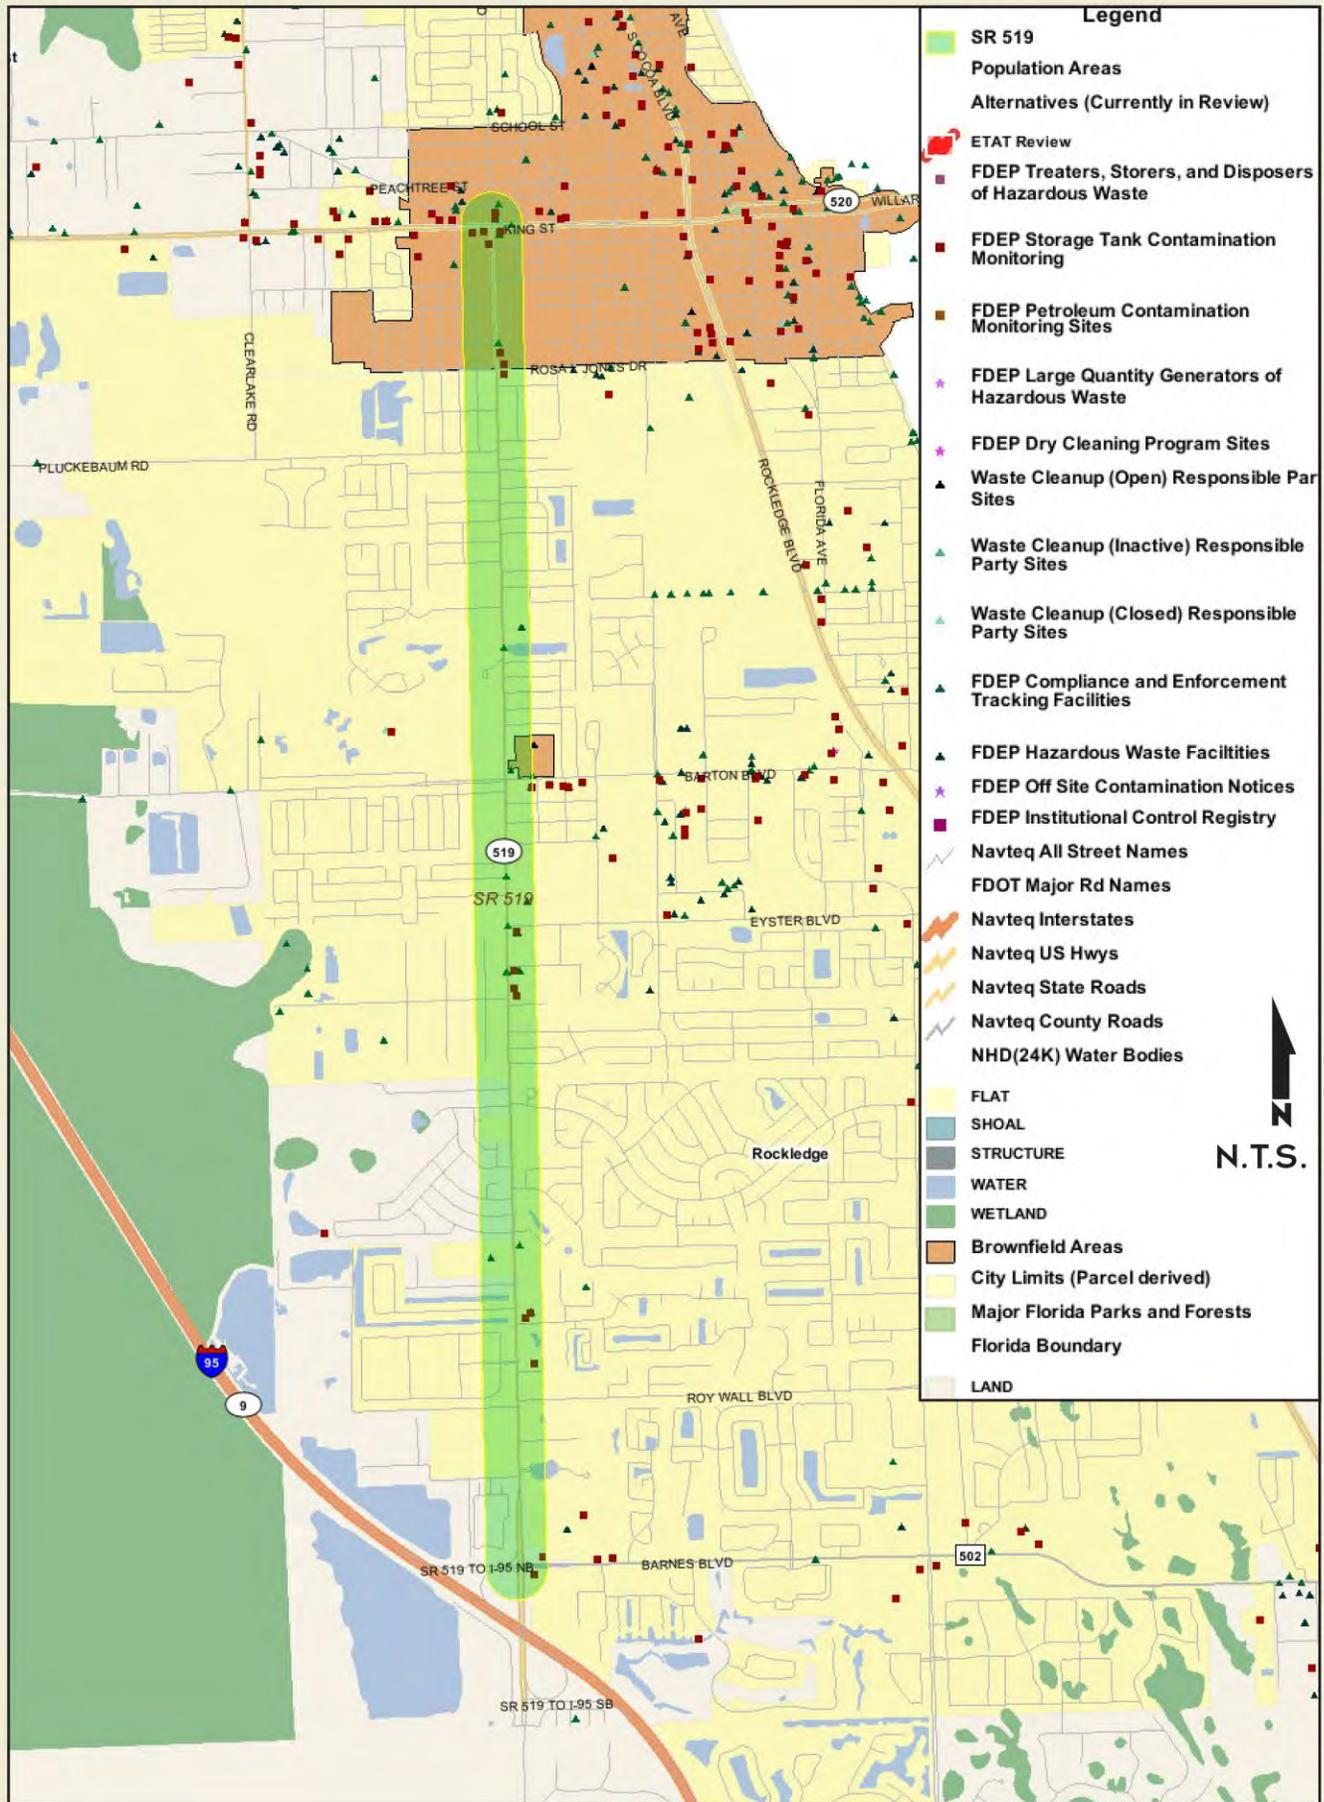 Legend
SR 519
Population Areas
Alternatives (Currently in Review)
ETAT Review
FDEP Treaters, Storers, and Disposers
of Hazardous Waste
FDEP Storage Tank Contamination
Monitoring
FDEP Petroleum Contamination
Monitoring Sites
FDEP Large Quantity Generators of
Hazardous Waste
FDEP Dry Cleaning Program Sites
Waste Cleanup (Open) Responsible Par
Sites
Waste Cleanup (Inactive) Responsible
Party Sites
Waste Cleanup (Closed) Responsible
Party Sites
FDEP Compliance and Enforcement
Tracking Facilities
FDEP Hazardous Waste Faciltities
FDEP Off Site Contamination Notices
FDEP Institutional Control Registry
Navteq All Street Names
FDOT Major Rd Names
Navteq Interstates
Navteq US Hwys
Navteq State Roads
Navteq County Roads
NHD(24K) Water Bodies
FLAT
SHOAL
STRUCTURE
WATER
WETLAND
Brownfield Areas
City Limits (Parcel derived)
Major Florida Parks and Forests
Florida Boundary
LAND
N
N.T.S.
st
AVE
S COCOA BLVD
SCHOOL ST
PEACHTREE ST
520
WILLAR
KING ST
CLEARLAKE RD
ROSA L JONES DR
PLUCKEBAUM RD
ROCKLEDGE BLVD
FLORIDA AVE
BARTON BLVD
519
SR 519
EYSTER BLVD
Rockledge
95
9
ROY WALL BLVD
SR 519 TO I-95 NB
BARNES BLVD
502
SR 519 TO I-95 SB